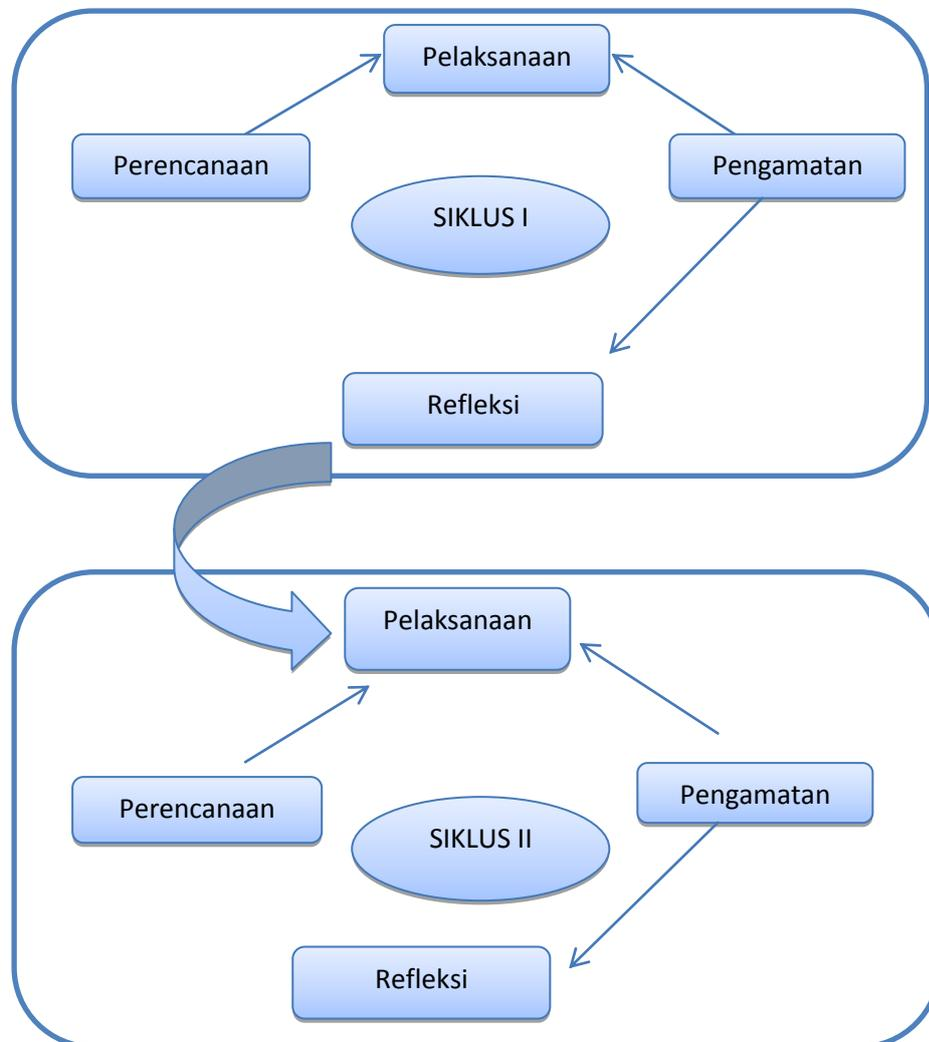 Pelaksanaan
Perencanaan
Pengamatan
SIKLUS I
Refleksi
Pelaksanaan
Perencanaan
Pengamatan
SIKLUS II
Refleksi